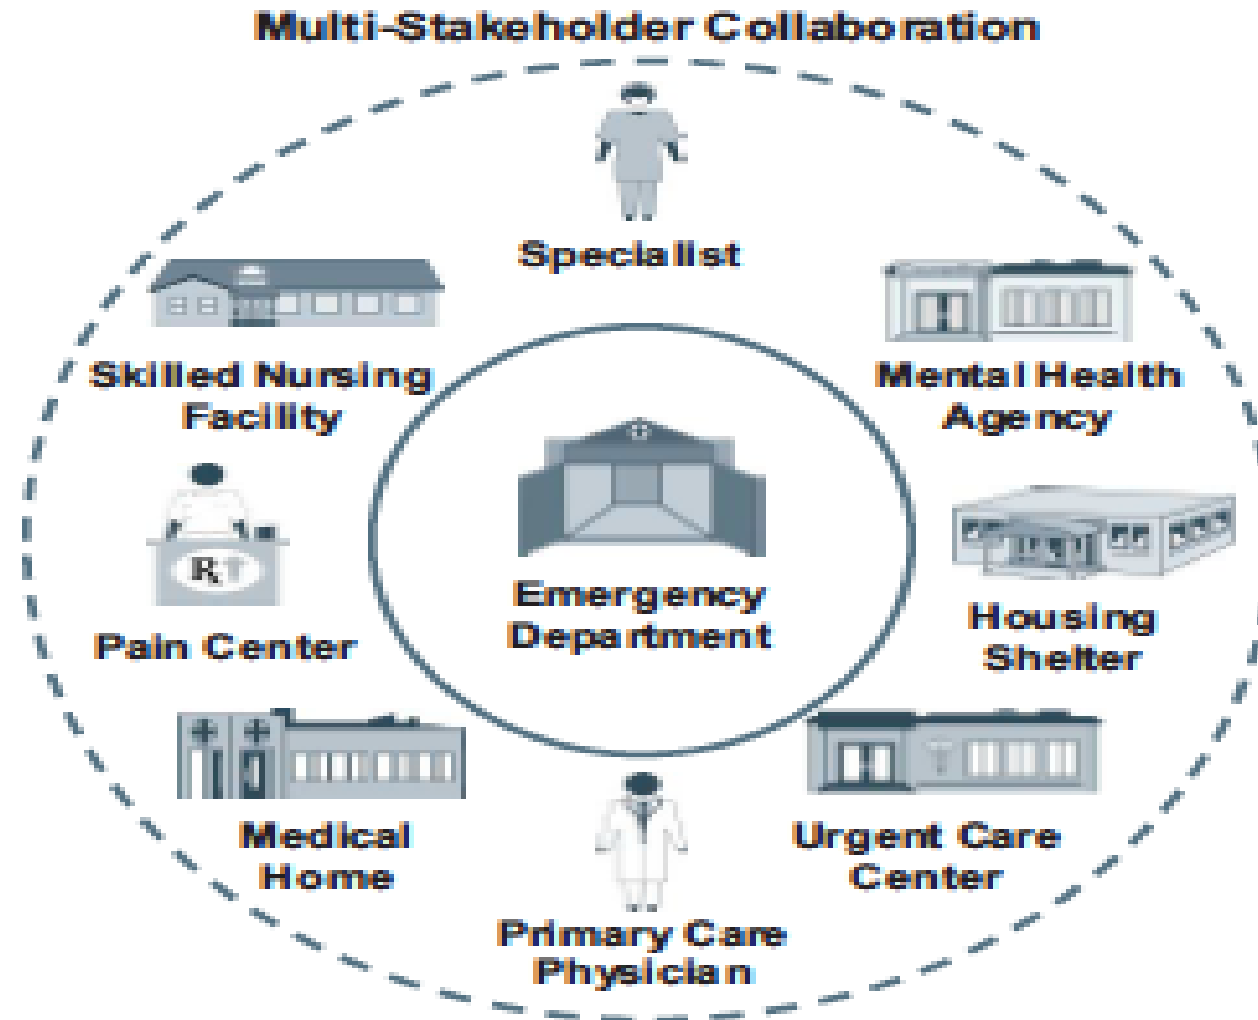 Multi-Stakeholder Collaboration
Specialist
Skilled Nursing
Facility
Mental Health
Agency
Emergency
Department
Rx
Pain Center
Housing
Shelter
Medical
Home
Urgent Care
Center
Primary Care
Physician